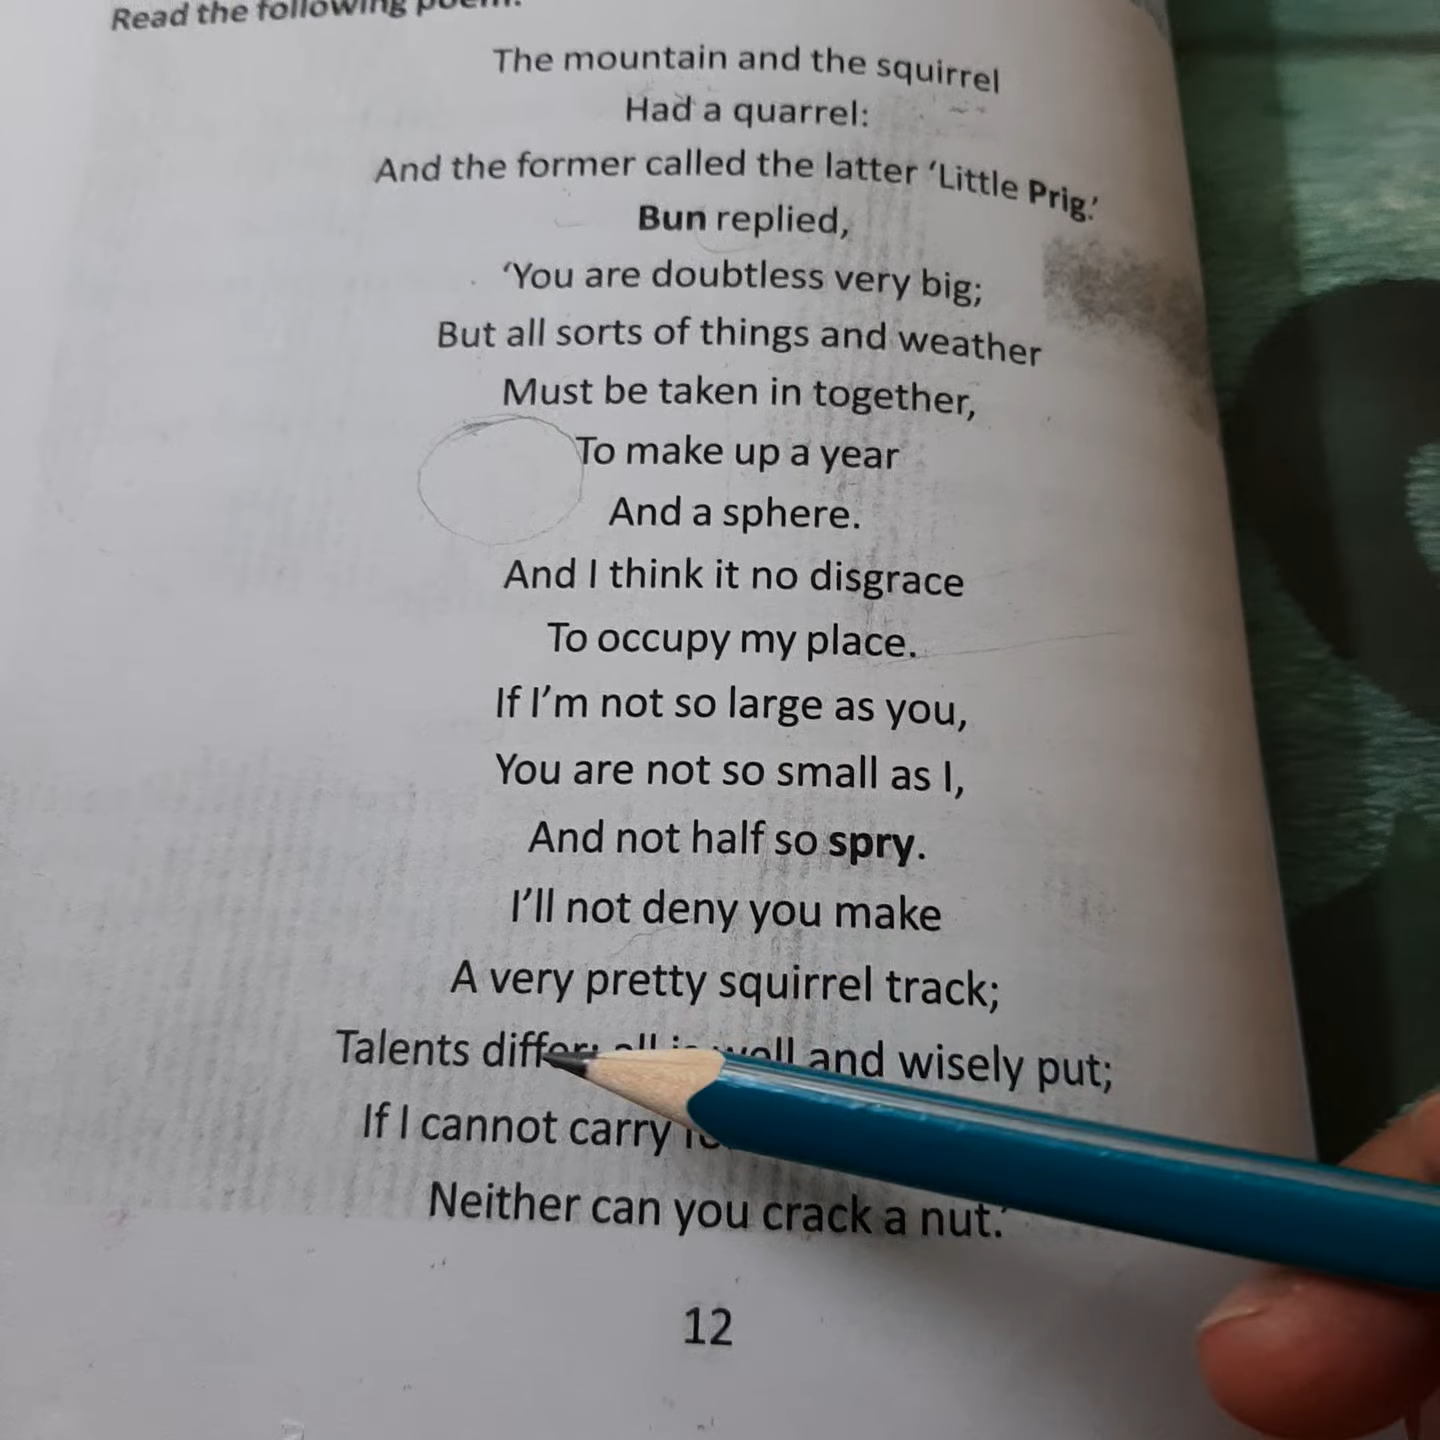 Read the following poem:
The mountain and the squirrel
Had a quarrel:
And the former called the latter ‘Little Prig.’
Bun replied,
‘You are doubtless very big;
But all sorts of things and weather
Must be taken in together,
To make up a year
And a sphere.
And I think it no disgrace
To occupy my place.
If I’m not so large as you,
You are not so small as I,
And not half so spry.
I’ll not deny you make
A very pretty squirrel track;
Talents differ; all is well and wisely put;
If I cannot carry
Neither can you crack a nut.’
12